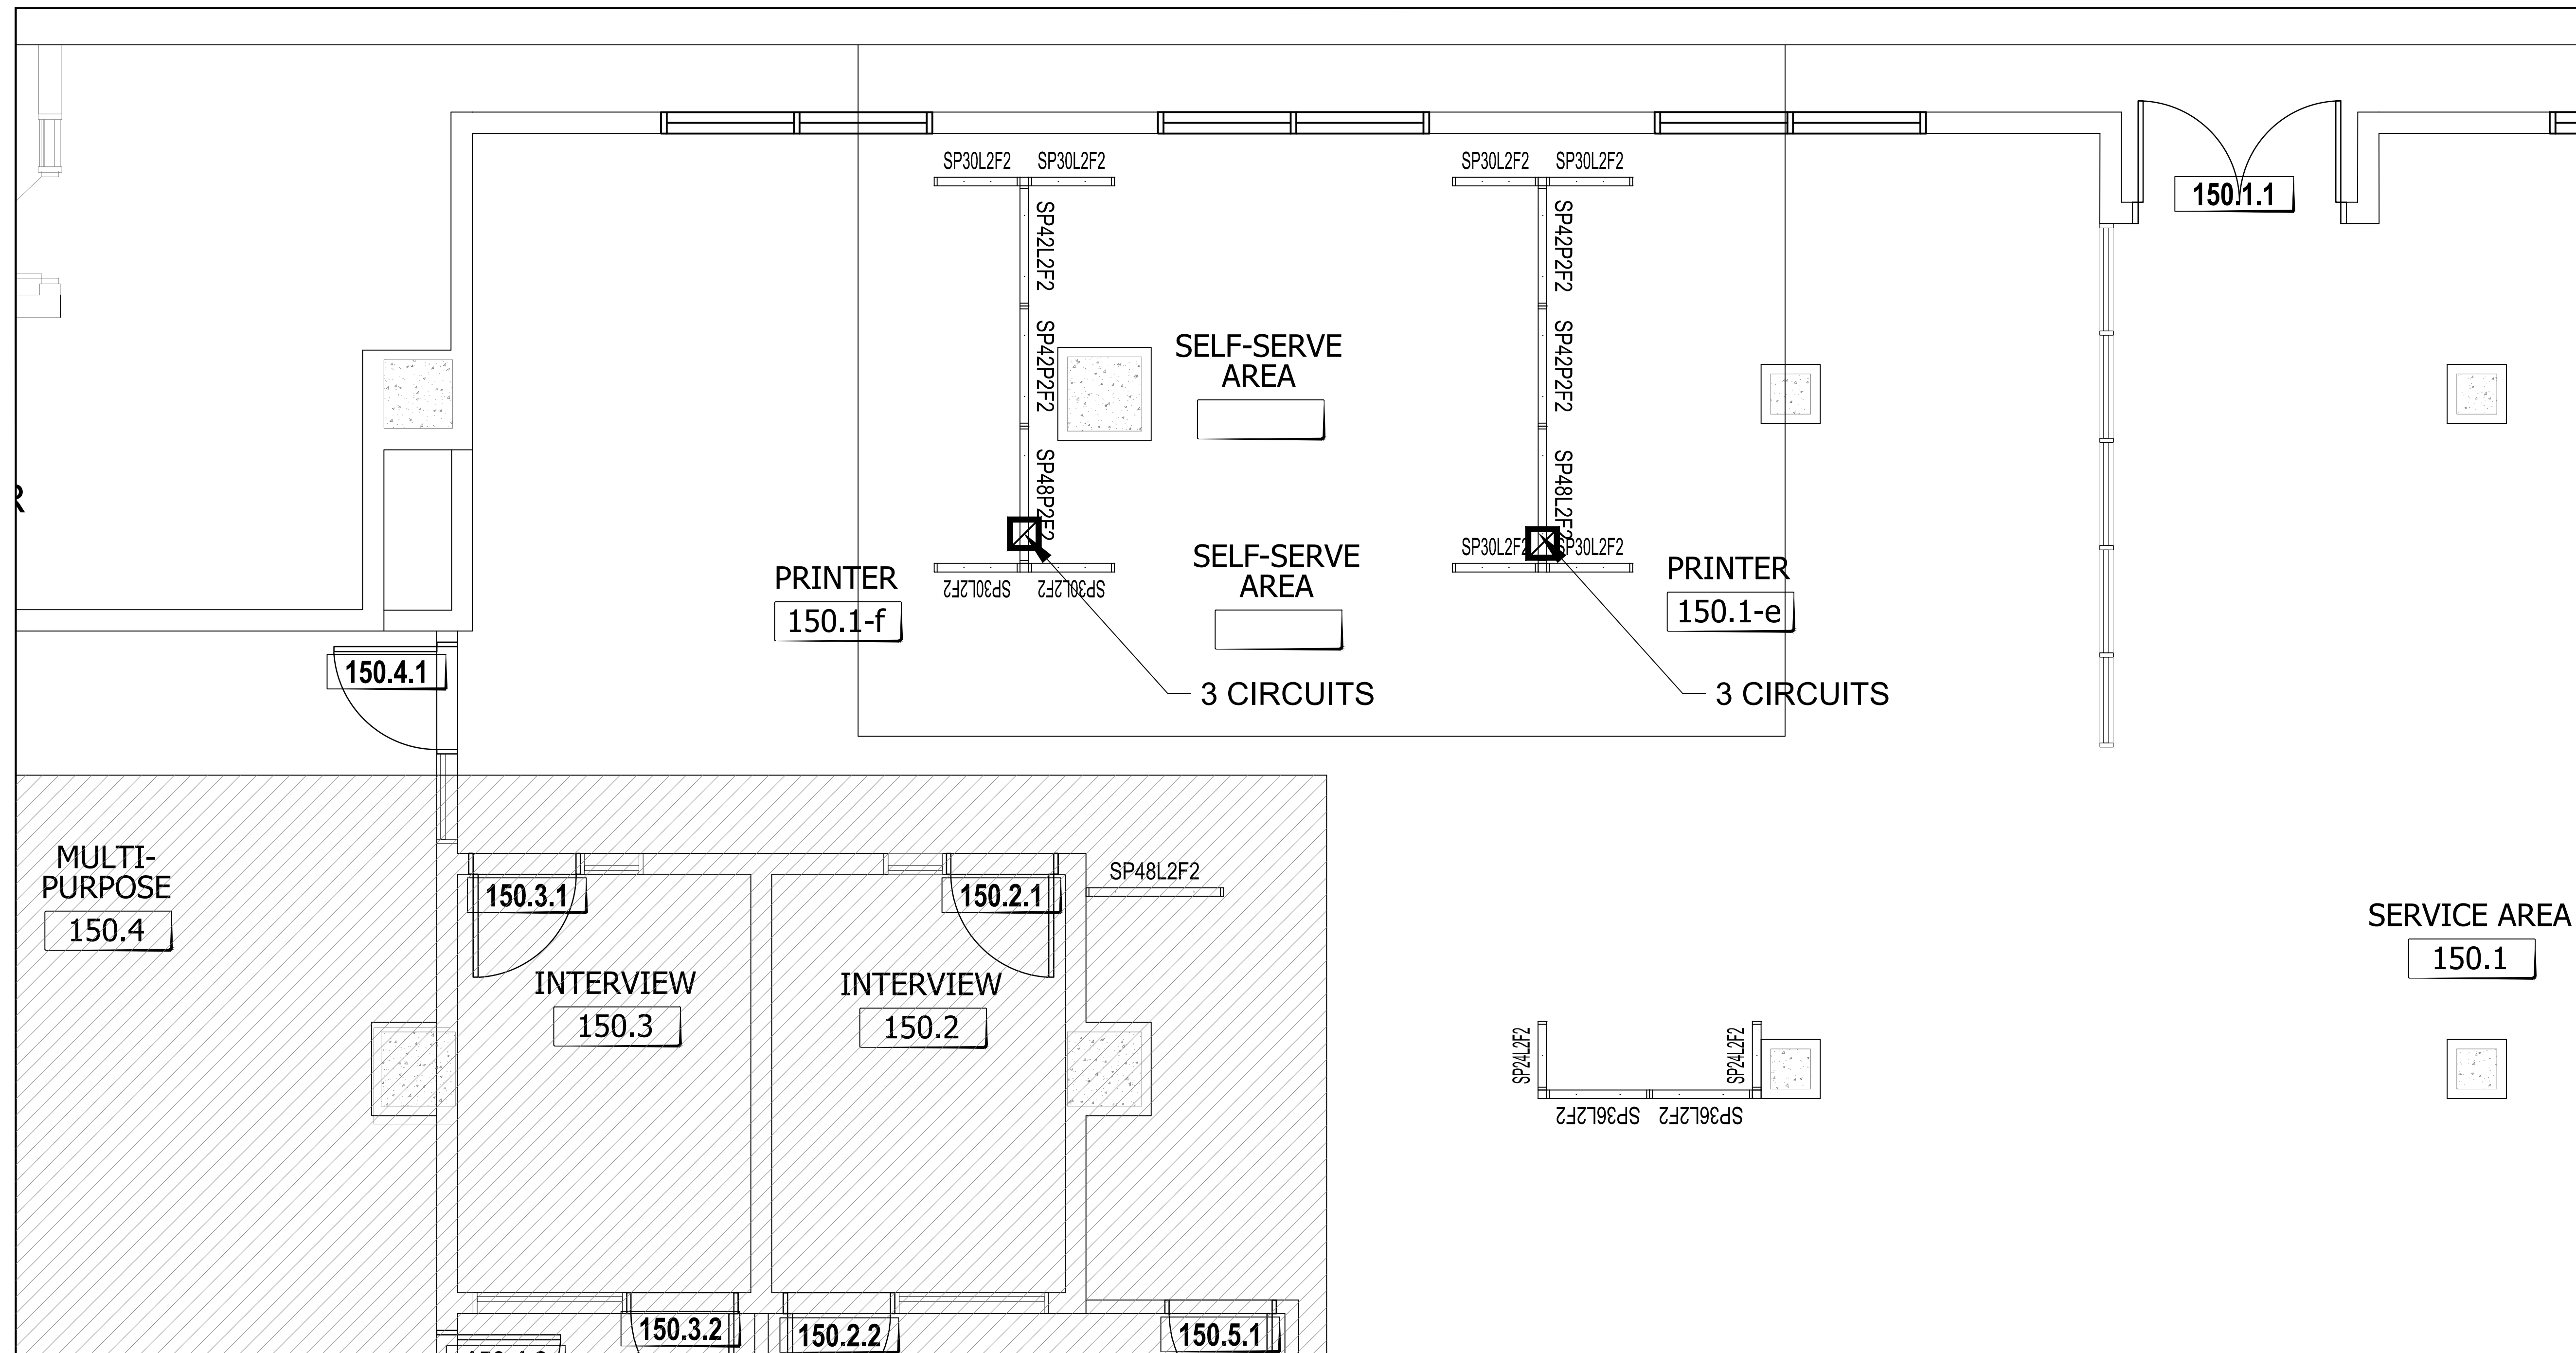 SP30L2F2 SP30L2F2
SP30L2F2 SP30L2F2
150.1.1
SP42L2F2
SP42P2F2
SP42P2F2
SP42P2F2
SELF-SERVE
AREA
SP48P2F2
SP48L2F2
R
SELF-SERVE
AREA
SP30L2F2 SP30L2F2
SP30L2F2 SP30L2F2
PRINTER
150.1-f
PRINTER
150.1-e
150.4.1
3 CIRCUITS
3 CIRCUITS
MULTI-
PURPOSE
150.4
150.3.1
150.2.1
SP48L2F2
INTERVIEW
150.3
INTERVIEW
150.2
SERVICE AREA
150.1
SP24L2F2
SP24L2F2
SP36L2F2 SP36L2F2
150.3.2
150.2.2
150.5.1